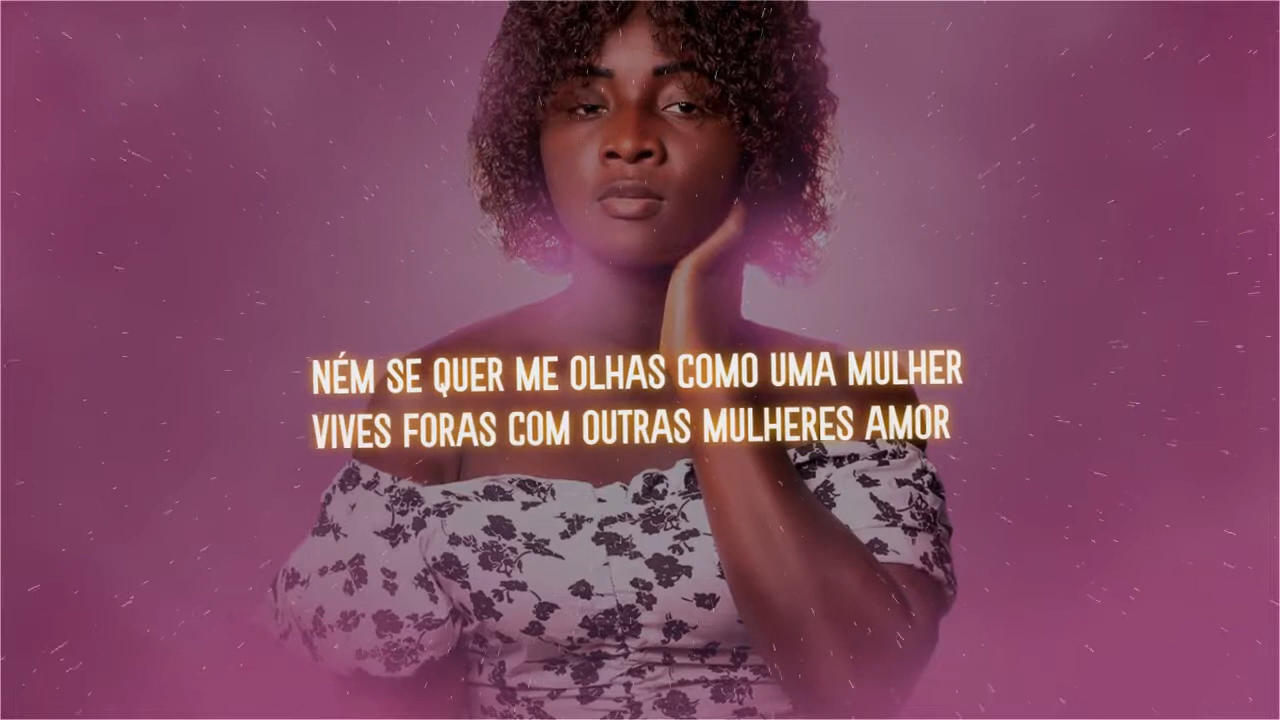 NÉM SE QUER ME OLHAS COMO UMA MULHER
VIVES FORAS COM OUTRAS MULHERES AMOR